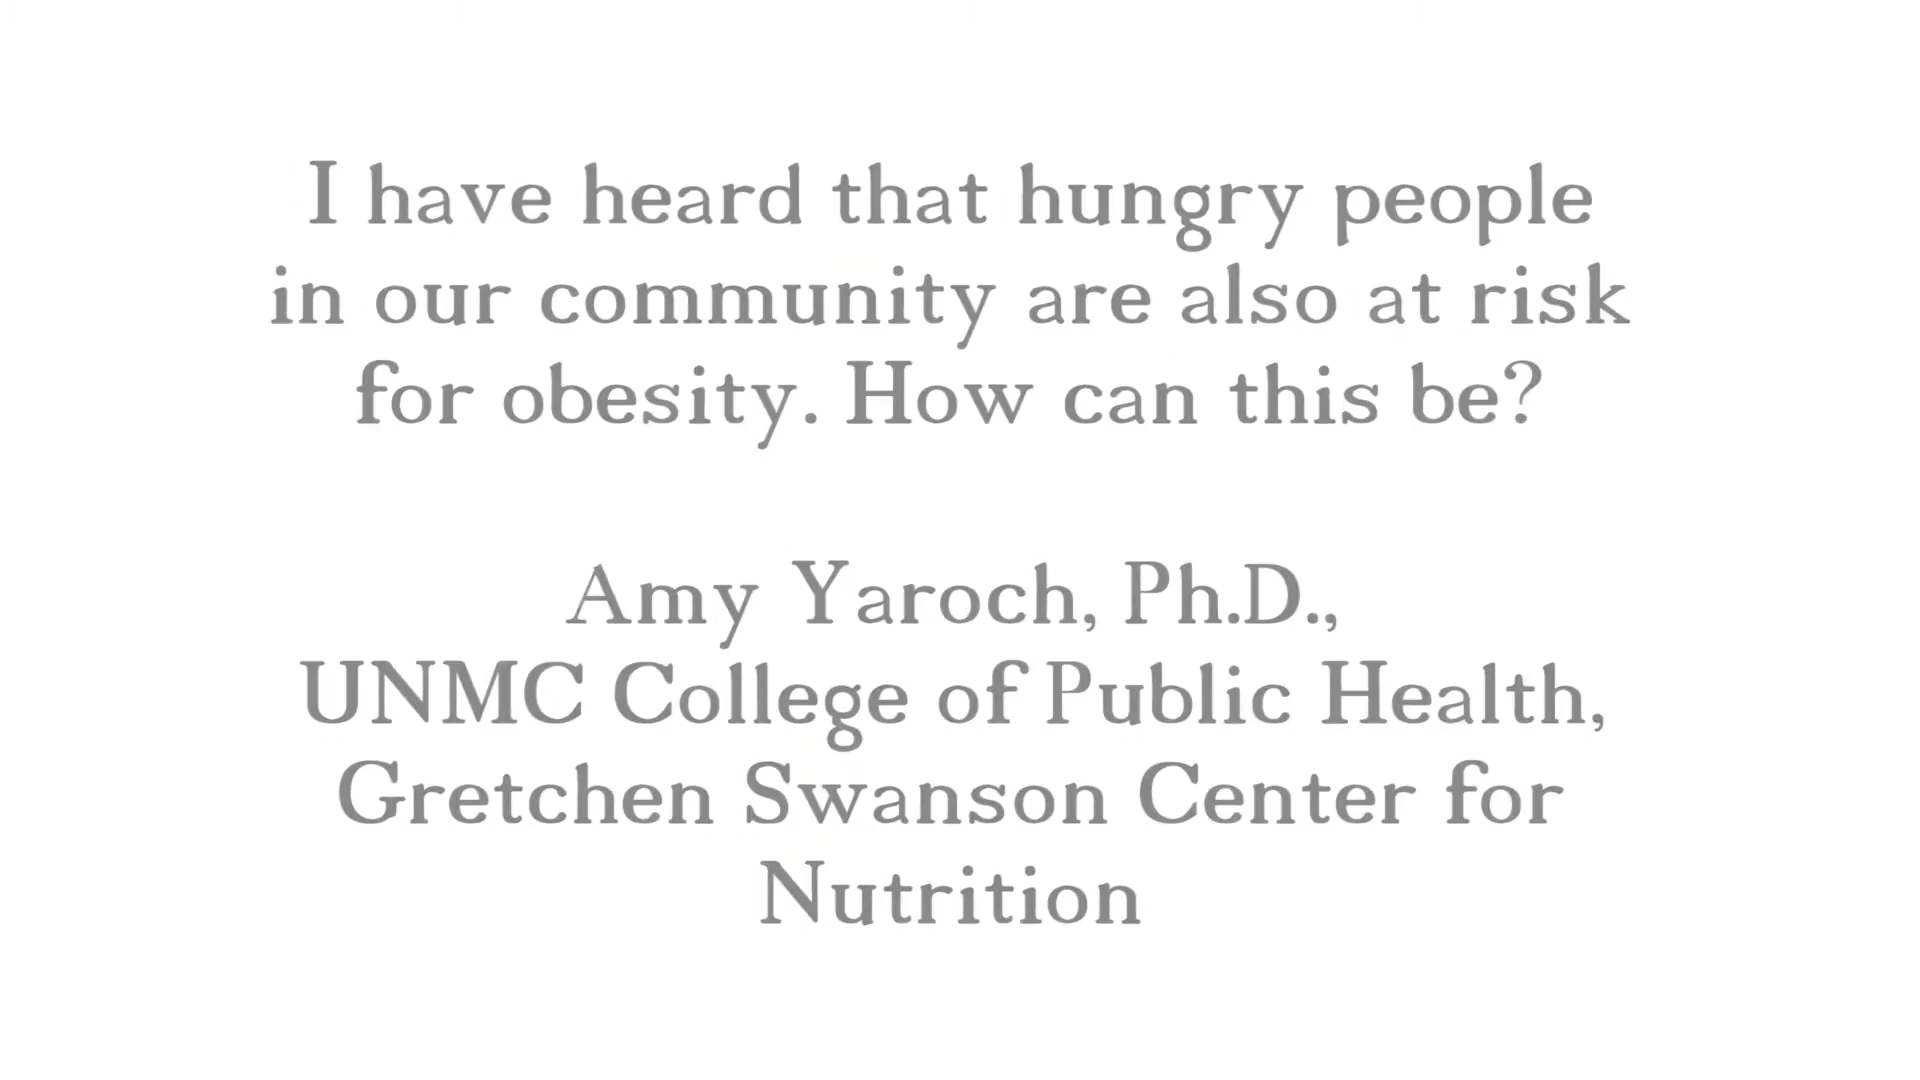 I have heard that hungry people
in our community are also at risk
for obesity. How can this be?
Amy Yaroch, Ph.D.,
UNMC College of Public Health,
Gretchen Swanson Center for
Nutrition